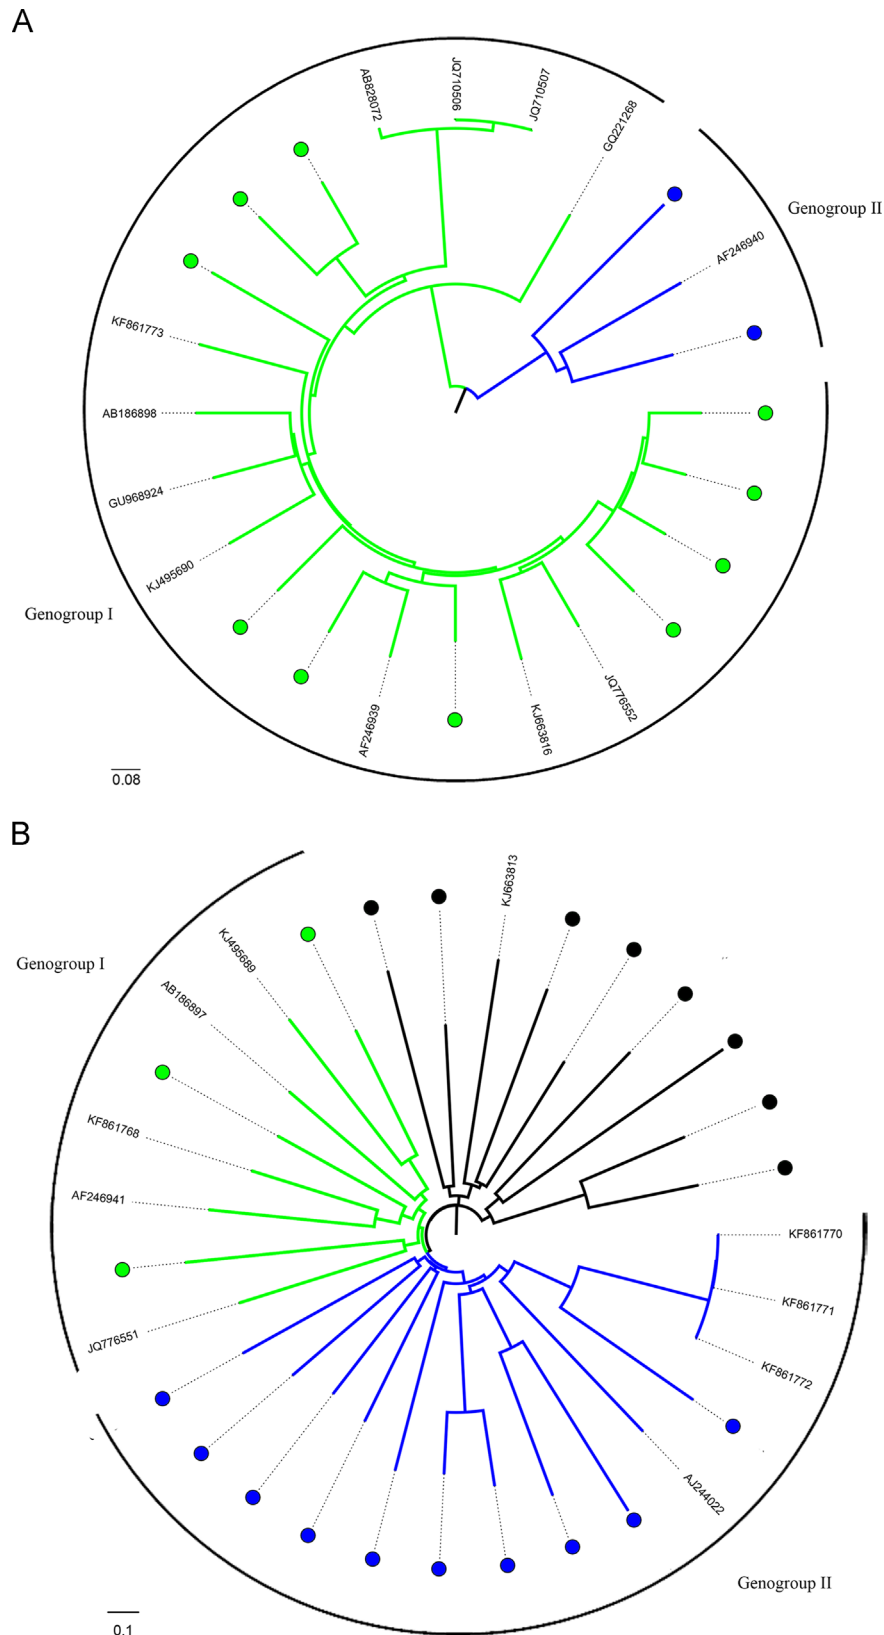 A
AB828072
JQ710506
JQ710507
GQ221268
Genogroup II
AF246940
KF861773
AB186898
GU968924
KJ495690
Genogroup I
AF246939
KJ663816
JQ776552
0.08
B
KJ663813
KJ495689
Genogroup I
AB186897
KF861768
AF246941
JQ776551
KF861770
KF861771
KF861772
AJ244022
Genogroup II
0.1